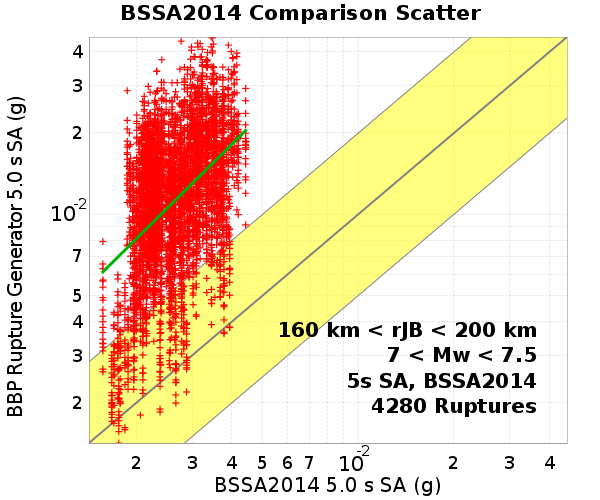 BSSA2014 Comparison Scatter
BBP Rupture Generator 5.0 s SA (g)
4
3
2
10-2
7
5
4
3
2
160 km < rJB < 200 km
7 < Mw < 7.5
5s SA, BSSA2014
4280 Ruptures
2 3 4 5 6 7 10-2 2 3 4
BSSA2014 5.0 s SA (g)